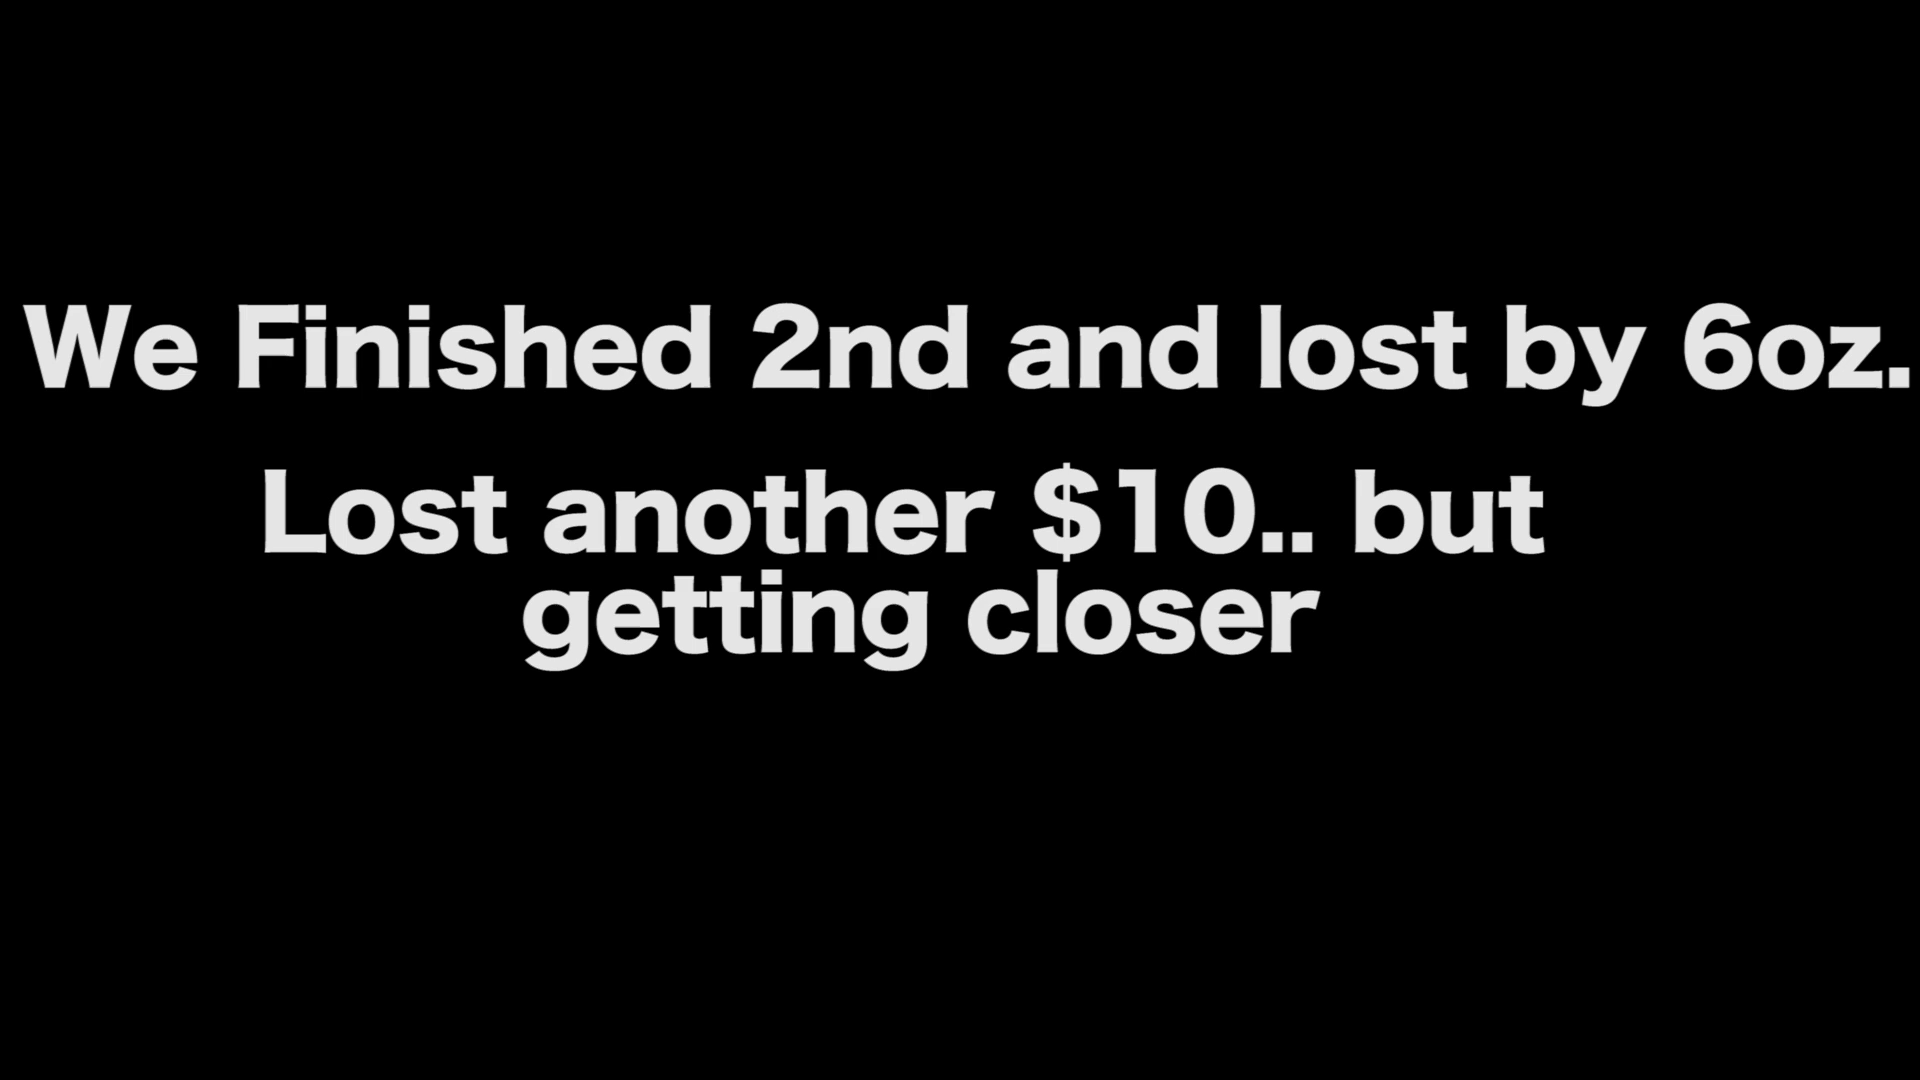 We Finished 2nd and lost by 6oz.
Lost another $10.. but
getting closer